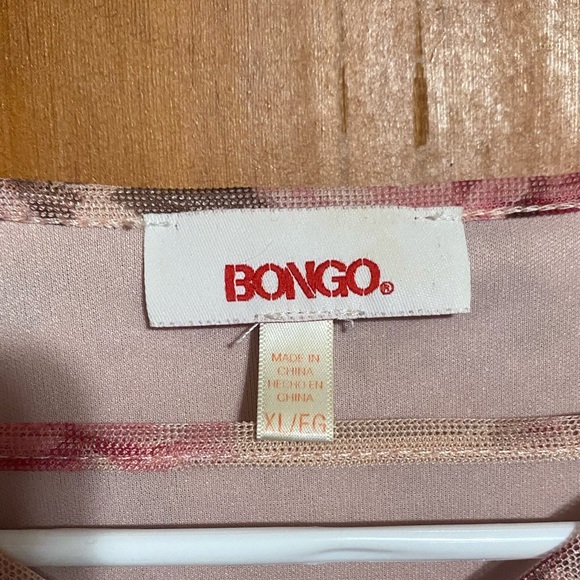 BONGO®
MADE IN
CHINA
HECHO EN
CHINA
XL/EG